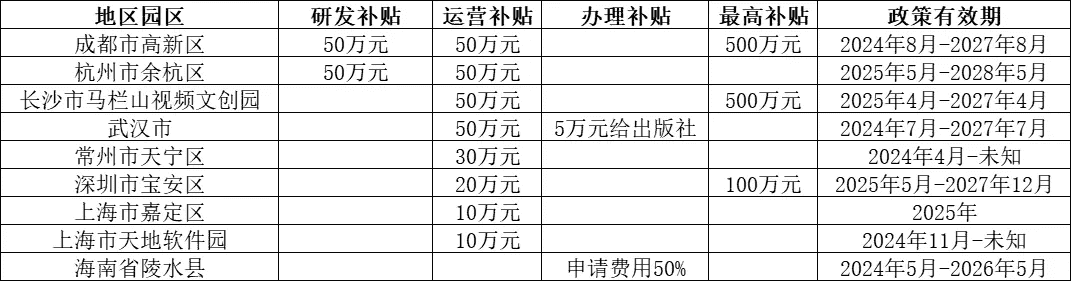 地区园区 研发补贴 运营补贴 办理补贴 最高补贴 政策有效期
成都市高新区 50万元 50万元 500万元 2024年8月-2027年8月
杭州市余杭区 50万元 50万元 2025年5月-2028年5月
长沙市马栏山视频文创园 50万元 500万元 2025年4月-2027年4月
武汉市 50万元 5万元给出版社 2024年7月-2027年7月
常州市天宁区 30万元 2024年4月-未知
深圳市宝安区 20万元 100万元 2025年5月-2027年12月
上海市嘉定区 10万元 2025年
上海市天地软件园 10万元 2024年11月-未知
海南省陵水县 申请费用50% 2024年5月-2026年5月